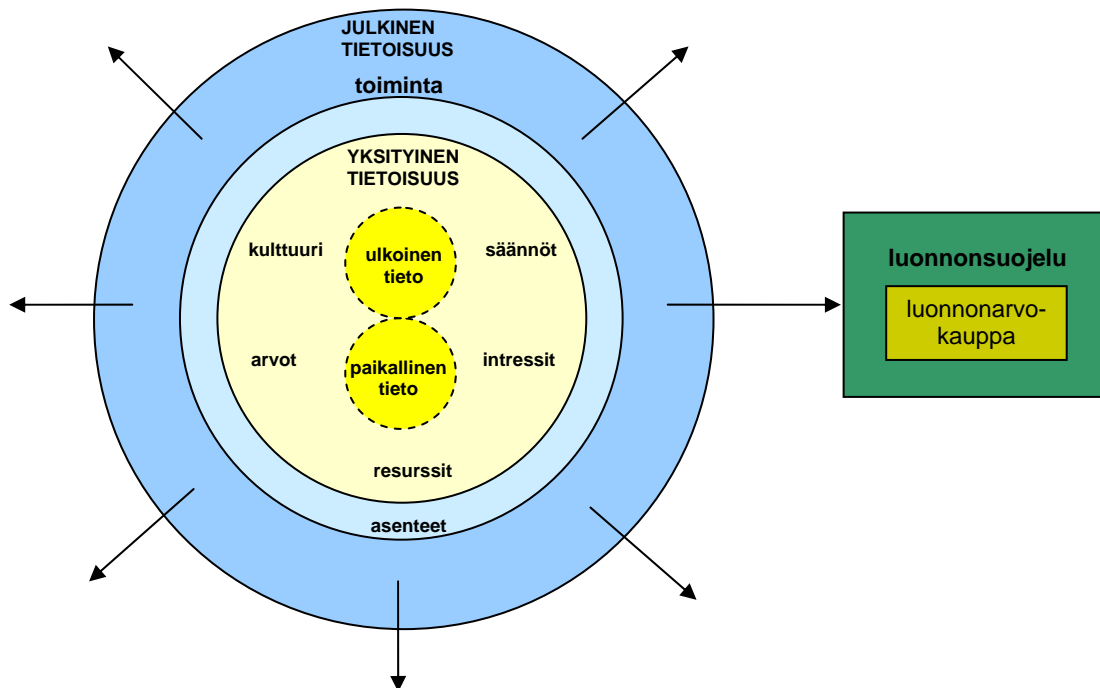 JULKINEN
TIETOISUUS
toiminta
YKSITYINEN
TIETOISUUS
kulttuuri
ulkoinen
tieto
säännöt
arvot
paikallinen
tieto
intressit
resurssit
asenteet
luonnonsuojelu
luonnonarvo-
kauppa